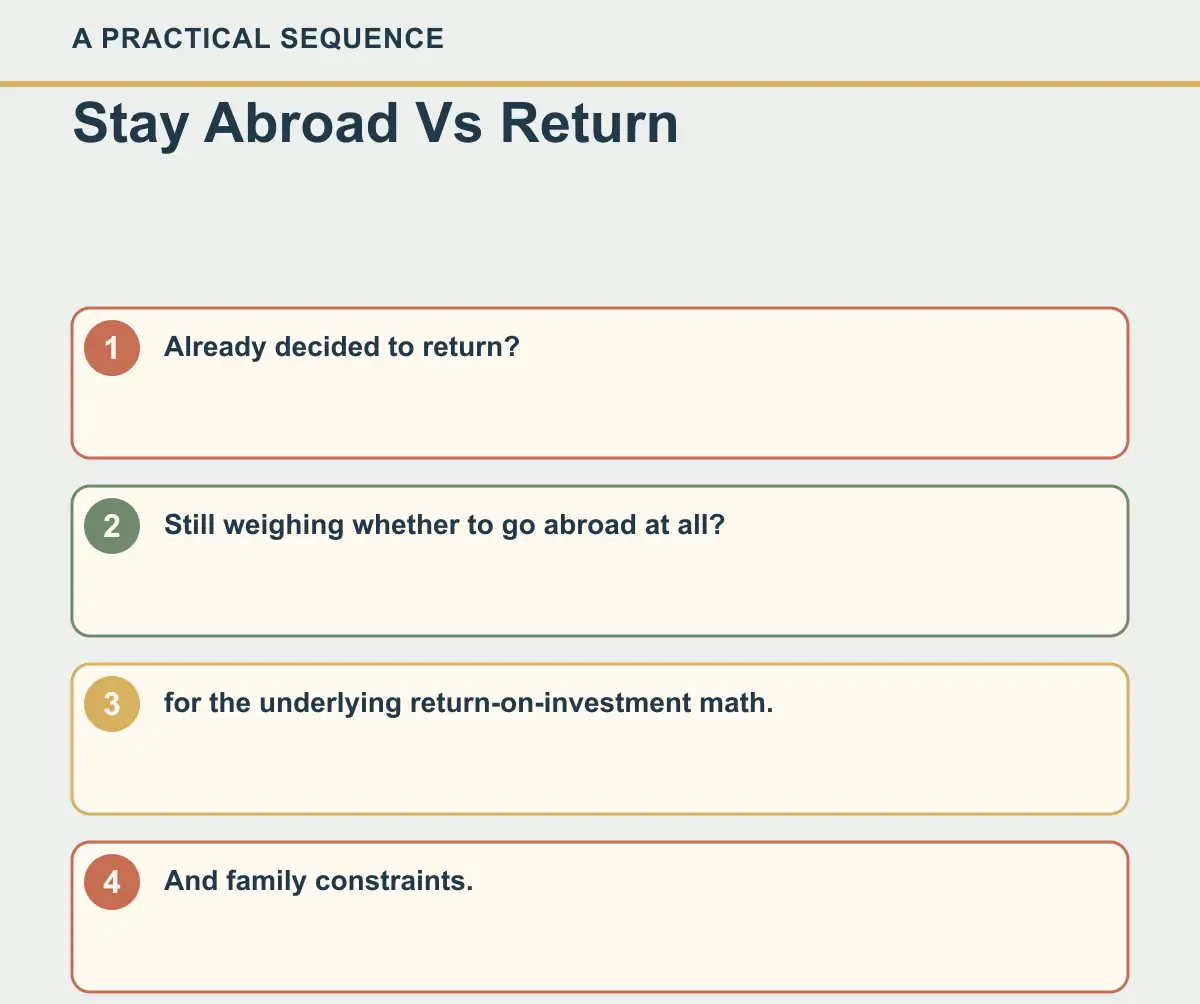 A PRACTICAL SEQUENCE
Stay Abroad Vs Return
1 Already decided to return?
2 Still weighing whether to go abroad at all?
3 for the underlying return-on-investment math.
4 And family constraints.